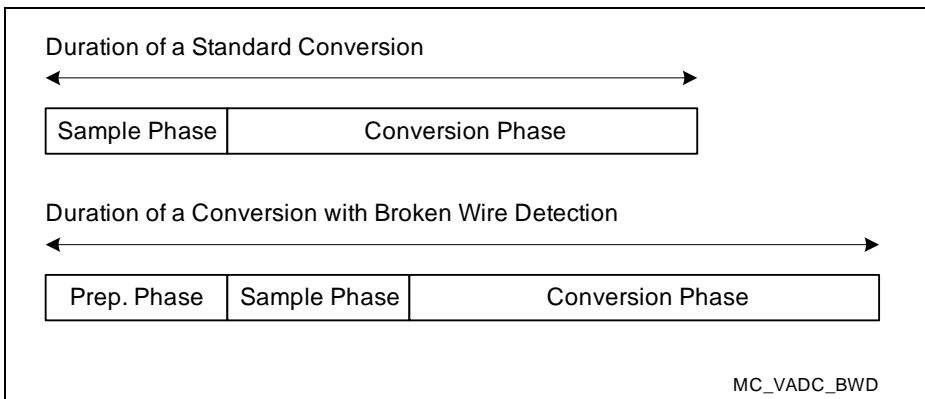 Duration of a Standard Conversion
Sample Phase Conversion Phase
Duration of a Conversion with Broken Wire Detection
Prep. Phase Sample Phase Conversion Phase
MC_VADC_BWD